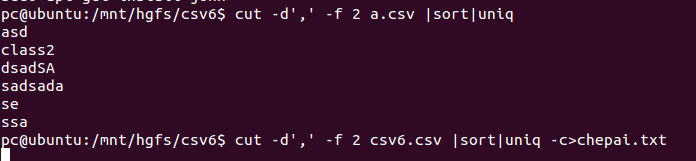 pc@ubuntu:/mnt/hgfs/csv6$ cut -d',' -f 2 a.csv |sort|uniq
asd
class2
dsadSA
sadsada
se
ssa
pc@ubuntu:/mnt/hgfs/csv6$ cut -d',' -f 2 csv6.csv |sort|uniq -c>chepai.txt